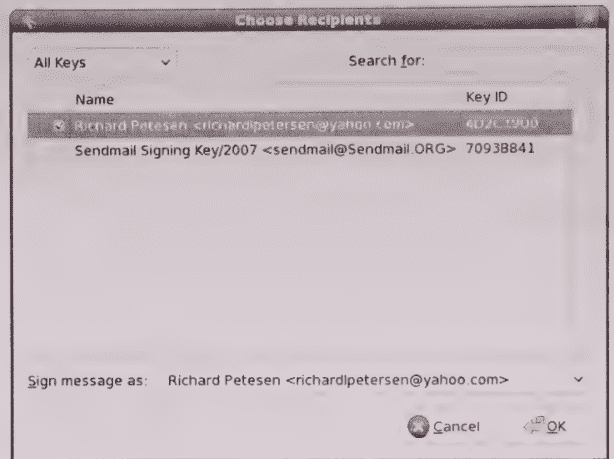 Choose Recipients
All Keys Search for:
Name Key ID
Richard Petesen <richardlpetersen@yahoo.com>
Sendmail Signing Key/2007 <sendmail@Sendmail.ORG> 7093B841
Sign message as: Richard Petesen <richardlpetersen@yahoo.com>
Cancel OK